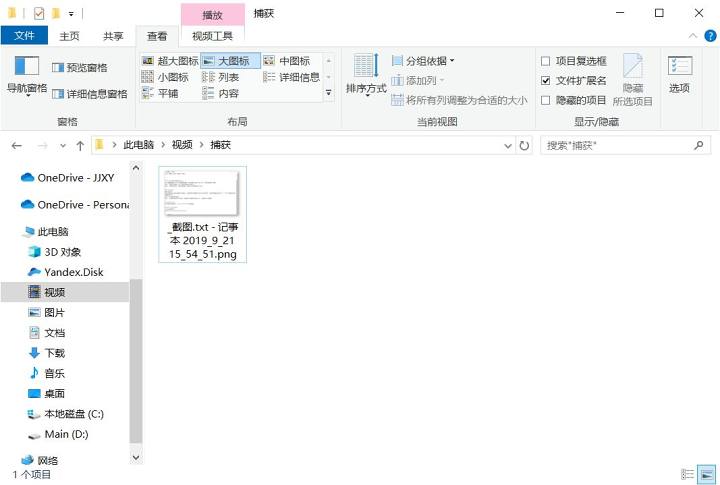 播放
捕获
文件
主页
共享
查看
视频工具
导航窗格
预览窗格
详细信息窗格
窗格
超大图标
大图标
中图标
小图标
列表
详细信息
平铺
内容
布局
排序方式
分组依据
添加列
将所有列调整为合适的大小
当前视图
项目复选框
文件扩展名
隐藏的项目
隐藏
所选项目
显示/隐藏
选项
此电脑 > 视频 > 捕获
搜索"捕获"
OneDrive - JJXY
OneDrive - Persona
此电脑
3D 对象
Yandex.Disk
视频
图片
文档
下载
音乐
桌面
本地磁盘 (C:)
Main (D:)
网络
_截图.txt - 记事
本 2019_9_21
15_54_51.png
1 个项目